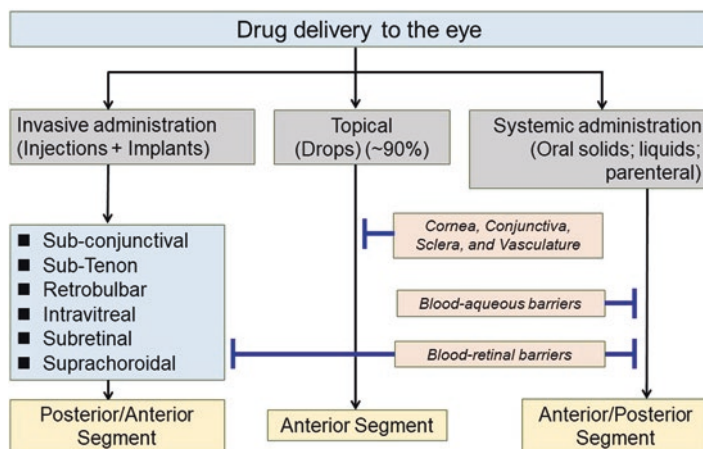 Drug delivery to the eye
Invasive administration
(Injections + Implants)
Topical
(Drops) (~90%)
Systemic administration
(Oral solids; liquids;
parenteral)
■ Sub-conjunctival
■ Sub-Tenon
■ Retrobulbar
■ Intravitreal
■ Subretinal
■ Suprachoroidal
Cornea, Conjunctiva,
Sclera, and Vasculature
Blood-aqueous barriers
Blood-retinal barriers
Posterior/Anterior
Segment
Anterior Segment
Anterior/Posterior
Segment